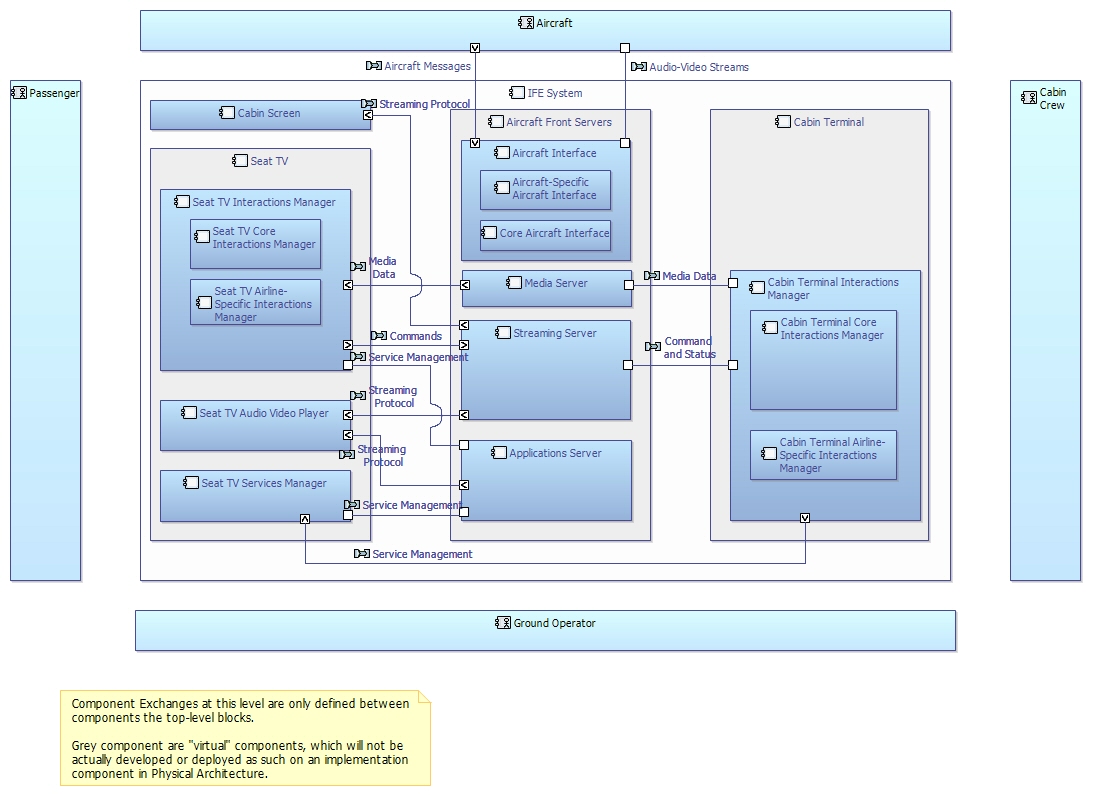 Aircraft
Aircraft Messages
Audio-Video Streams
Passenger
IFE System
Cabin
Crew
Cabin Screen
Streaming Protocol
Aircraft Front Servers
Cabin Terminal
Seat TV
Aircraft Interface
Aircraft-Specific
Aircraft Interface
Core Aircraft Interface
Seat TV Interactions Manager
Seat TV Core
Interactions Manager
Seat TV Airline-
Specific Interactions
Manager
Media
Data
Media Server
Media Data
Cabin Terminal Interactions
Manager
Cabin Terminal Core
Interactions Manager
Commands
Streaming Server
Command
and Status
Service Management
Streaming
Protocol
Seat TV Audio Video Player
Streaming
Protocol
Applications Server
Cabin Terminal Airline-
Specific Interactions
Manager
Seat TV Services Manager
Service Management
Service Management
Ground Operator
Component Exchanges at this level are only defined between
components the top-level blocks.
Grey component are "virtual" components, which will not be
actually developed or deployed as such on an implementation
component in Physical Architecture.